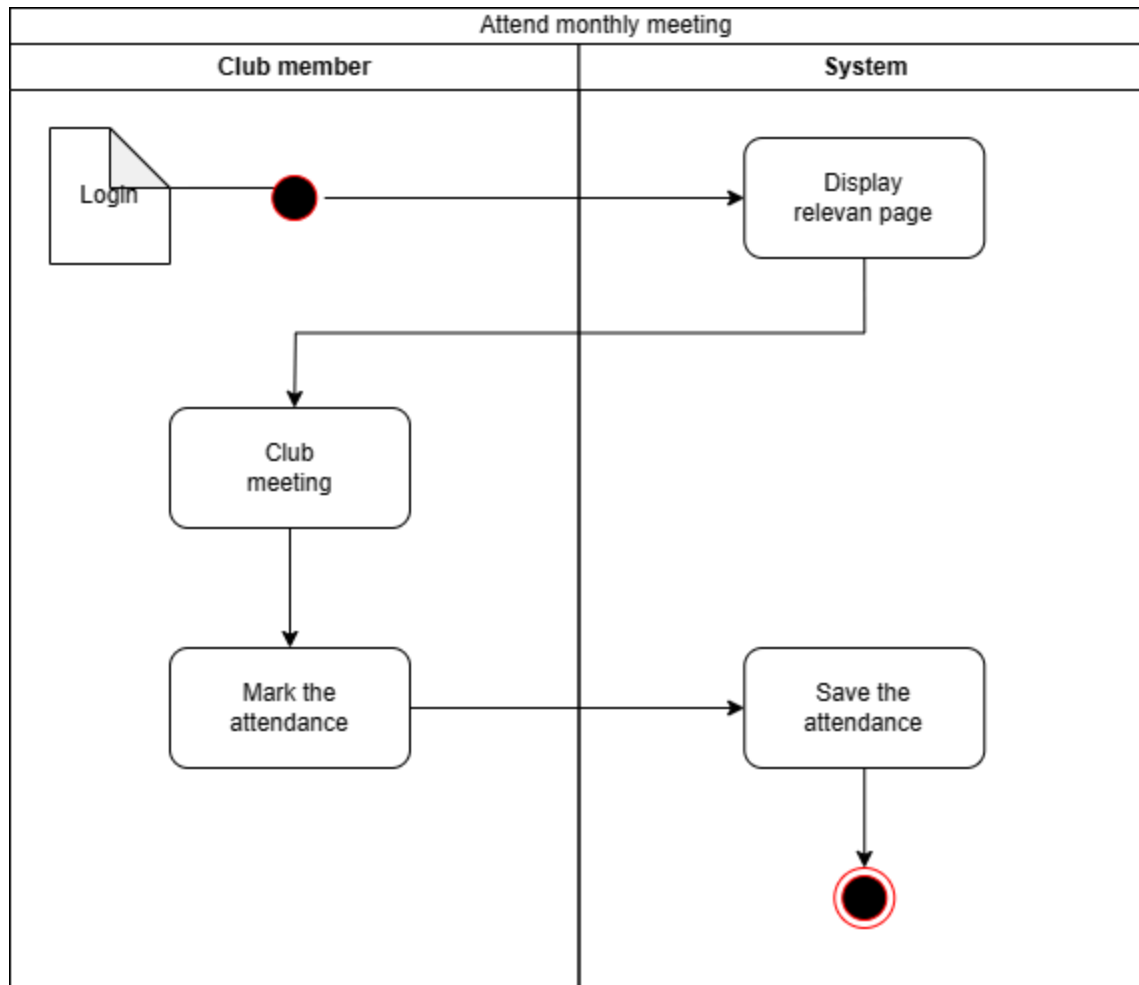 Attend monthly meeting
Club member
System
Login
Display
relevan page
Club
meeting
Mark the
attendance
Save the
attendance